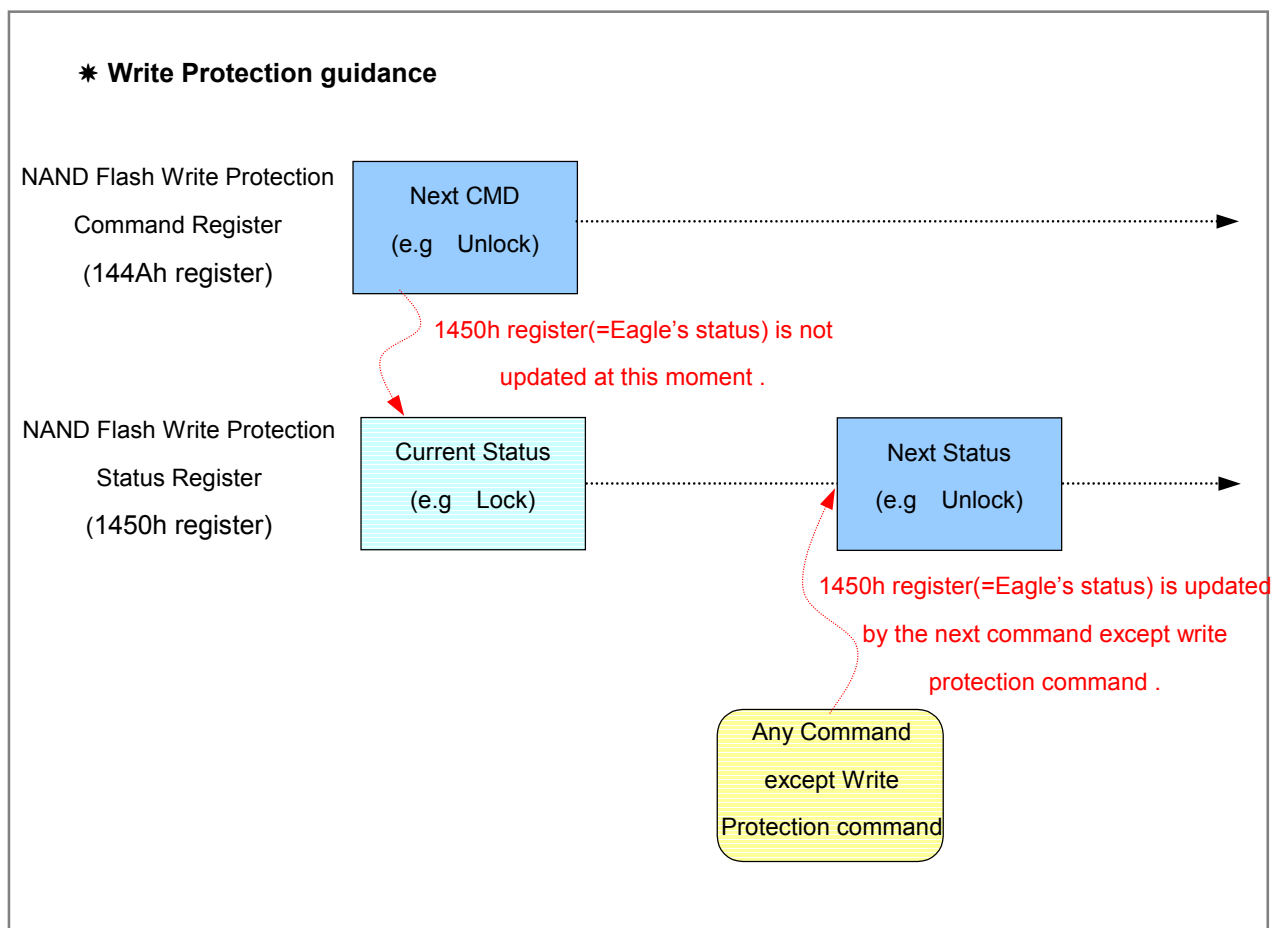 ✷ Write Protection guidance
NAND Flash Write Protection
Command Register
(144Ah register)
Next CMD
(e.g Unlock)
1450h register(=Eagle’s status) is not
updated at this moment .
NAND Flash Write Protection
Status Register
(1450h register)
Current Status
(e.g Lock)
Next Status
(e.g Unlock)
1450h register(=Eagle’s status) is updated
by the next command except write
protection command .
Any Command
except Write
Protection command